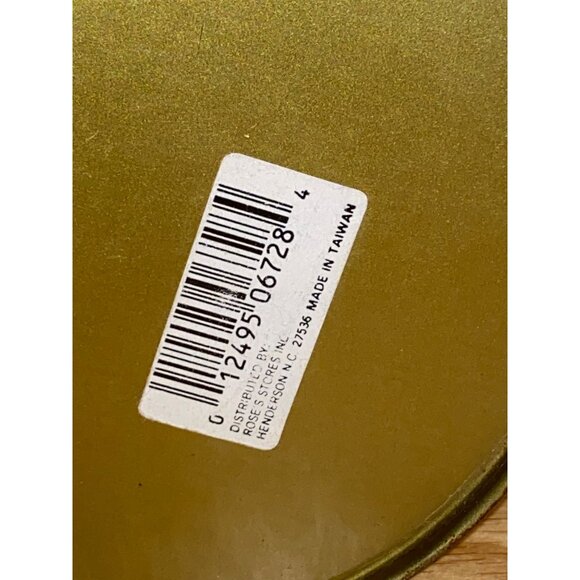 0 12495 06728 4
DISTRIBUTED BY:
ROSE'S STORES INC
HENDERSON N.C. 27536 MADE IN TAIWAN